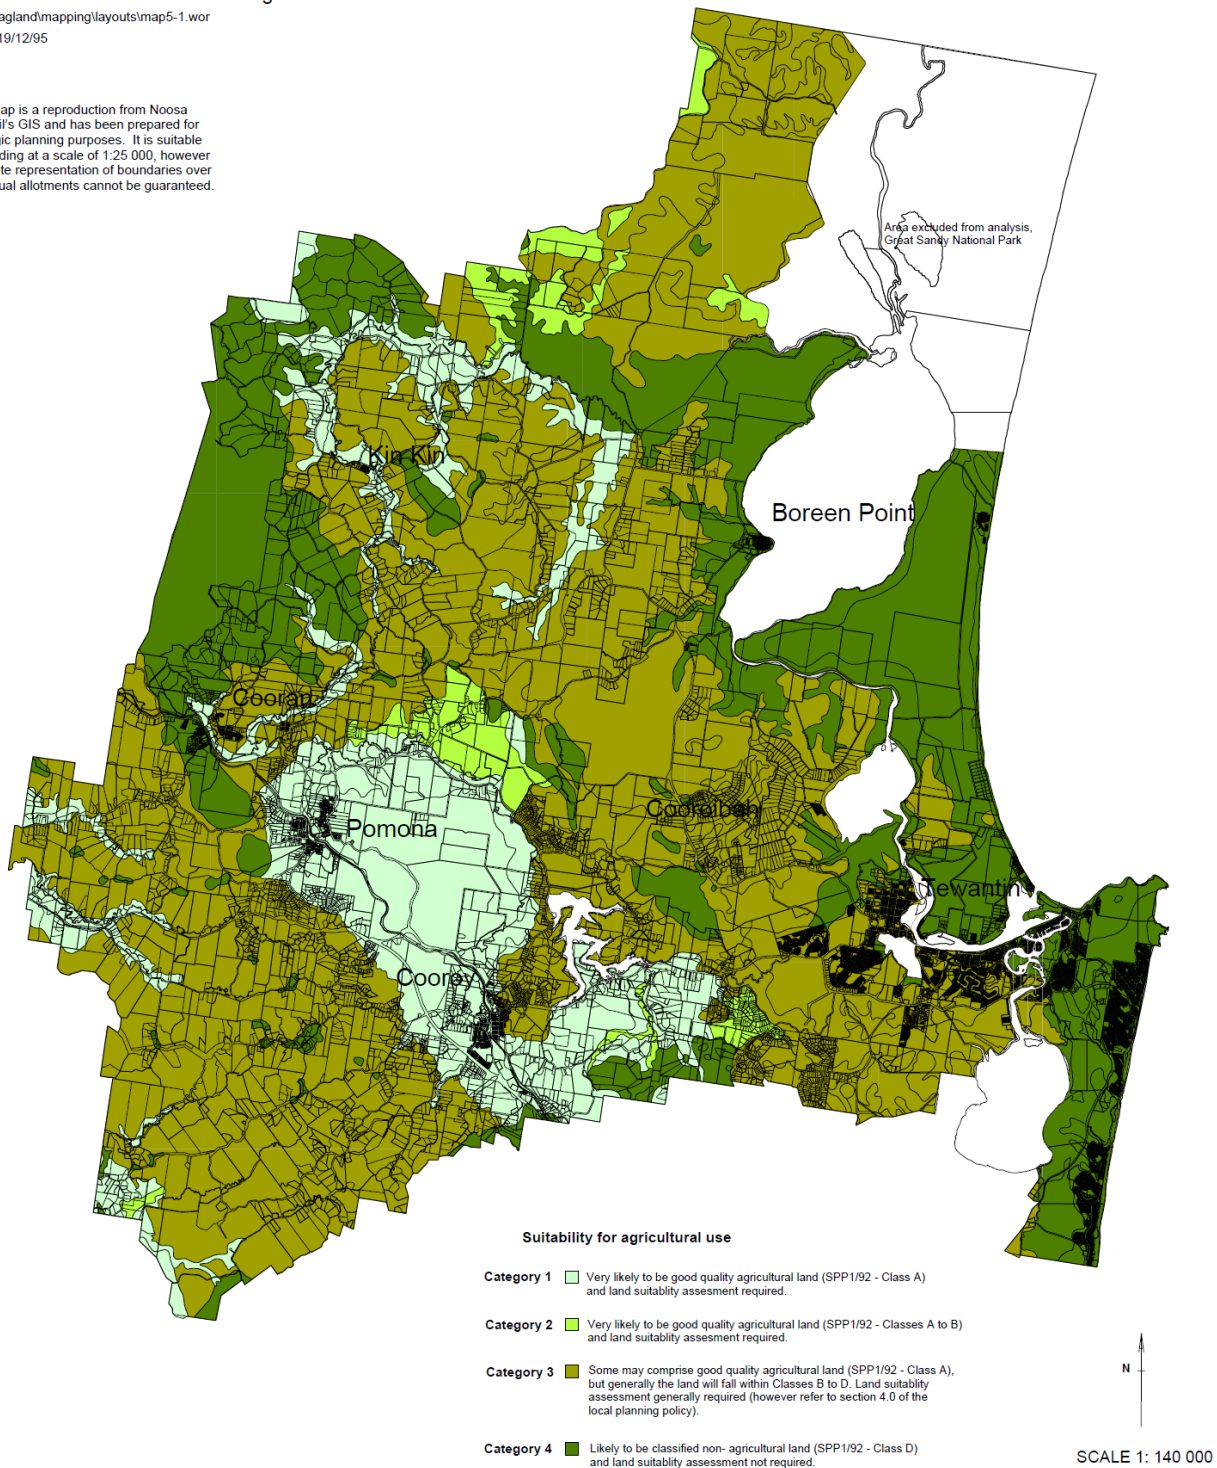 agland\mapping\layouts\map5-1.wor
19/12/95
ap is a reproduction from Noosa
il's GIS and has been prepared for
gic planning purposes. It is suitable
ding at a scale of 1:25 000, however
te representation of boundaries over
ual allotments cannot be guaranteed.
Area excluded from analysis,
Great Sandy National Park
Kin Kin
Boreen Point
Cooran
Cooroibah
Pomona
Tewantin
Cooroy
Suitability for agricultural use
Category 1 Very likely to be good quality agricultural land (SPP1/92 - Class A)
and land suitablity assesment required.
Category 2 Very likely to be good quality agricultural land (SPP1/92 - Classes A to B)
and land suitablity assesment required.
Category 3 Some may comprise good quality agricultural land (SPP1/92 - Class A),
but generally the land will fall within Classes B to D. Land suitablity
assessment generally required (however refer to section 4.0 of the
local planning policy).
Category 4 Likely to be classified non- agricultural land (SPP1/92 - Class D)
and land suitablity assessment not required.
N
SCALE 1: 140 000